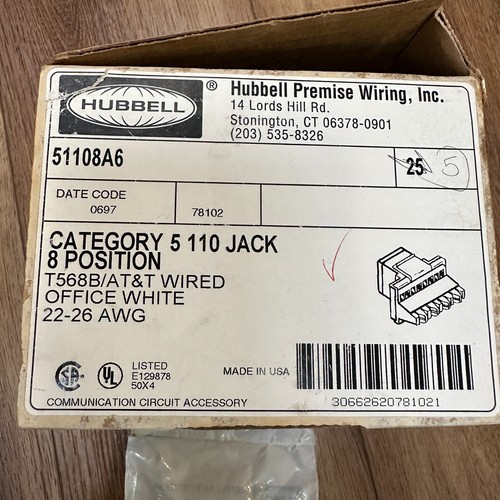 HUBBELL ®
Hubbell Premise Wiring, Inc.
14 Lords Hill Rd.
Stonington, CT 06378-0901
(203) 535-8326
51108A6
25 5
DATE CODE
0697
78102
CATEGORY 5 110 JACK
8 POSITION
T568B/AT&T WIRED
OFFICE WHITE
22-26 AWG
SA
UL
LISTED
E129878
50X4
MADE IN USA
COMMUNICATION CIRCUIT ACCESSORY
30662620781021